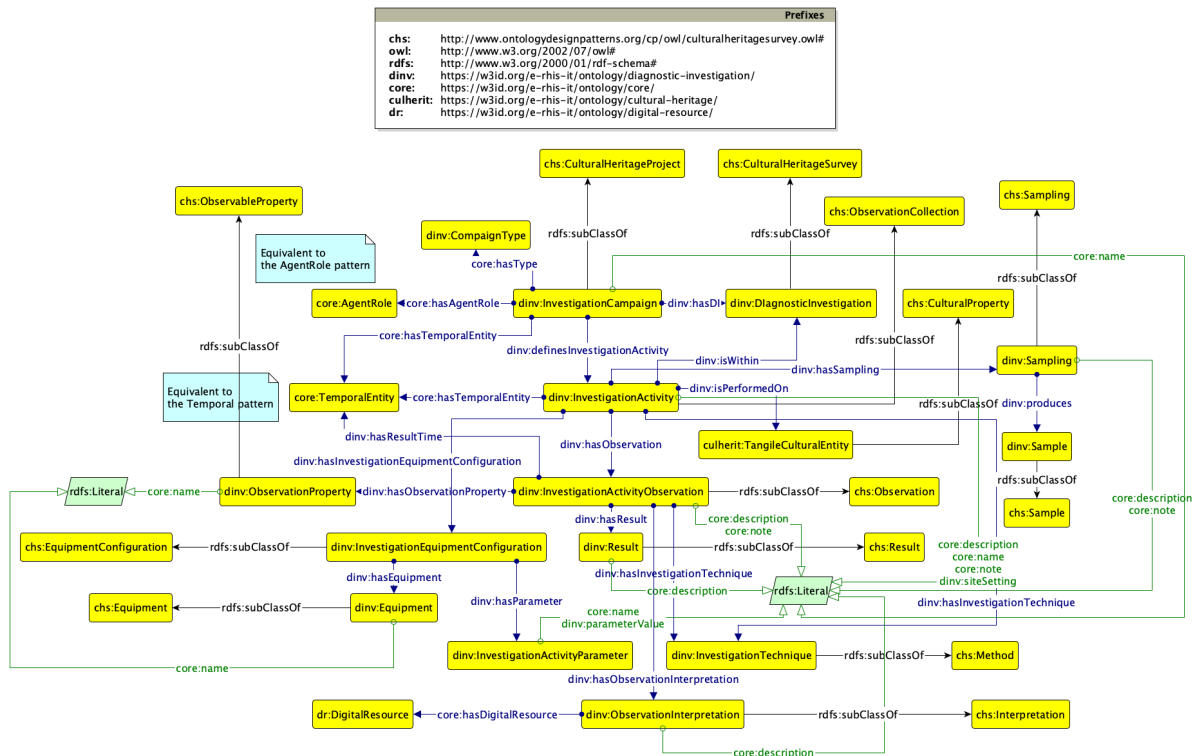 Prefixes
chs: http://www.ontologydesignpatterns.org/cp/owl/culturalheritagesurvey.owl#
owl: http://www.w3.org/2002/07/owl#
rdfs: http://www.w3.org/2000/01/rdf-schema#
dinv: https://w3id.org/e-rhis-it/ontology/diagnostic-investigation/
core: https://w3id.org/e-rhis-it/ontology/core/
culherit: https://w3id.org/e-rhis-it/ontology/cultural-heritage/
dr: https://w3id.org/e-rhis-it/ontology/digital-resource/
chs:CulturalHeritageProject
chs:CulturalHeritageSurvey
chs:Sampling
chs:ObservableProperty
chs:ObservationCollection
dinv:CompaignType
rdfs:subClassOf
rdfs:subClassOf
Equivalent to
the AgentRole pattern
core:name
core:hasType
rdfs:subClassOf
core:AgentRole
core:hasAgentRole
dinv:InvestigationCampaign
dinv:hasDI
dinv:DIagnosticInvestigation
chs:CulturalProperty
core:hasTemporalEntity
rdfs:subClassOf
rdfs:subClassOf
dinv:definesInvestigationActivity
dinv:isWithin
dinv:hasSampling
dinv:Sampling
Equivalent to
the Temporal pattern
core:TemporalEntity
core:hasTemporalEntity
dinv:InvestigationActivity
dinv:isPerformedOn
rdfs:subClassOf
dinv:produces
dinv:hasResultTime
dinv:hasObservation
culherit:TangileCulturalEntity
dinv:Sample
dinv:hasInvestigationEquipmentConfiguration
rdfs:subClassOf
rdfs:Literal
core:name
dinv:ObservationProperty
dinv:hasObservationProperty
dinv:InvestigationActivityObservation
rdfs:subClassOf
chs:Observation
core:description
core:note
chs:Sample
dinv:hasResult
core:description
core:note
chs:EquipmentConfiguration
rdfs:subClassOf
dinv:InvestigationEquipmentConfiguration
dinv:Result
rdfs:subClassOf
chs:Result
core:description
core:name
core:note
dinv:siteSetting
dinv:hasEquipment
dinv:hasInvestigationTechnique
core:description
rdfs:Literal
chs:Equipment
rdfs:subClassOf
dinv:Equipment
dinv:hasParameter
dinv:hasInvestigationTechnique
core:name
dinv:parameterValue
core:name
dinv:InvestigationActivityParameter
dinv:InvestigationTechnique
rdfs:subClassOf
chs:Method
dinv:hasObservationInterpretation
dr:DigitalResource
core:hasDigitalResource
dinv:ObservationInterpretation
rdfs:subClassOf
chs:Interpretation
core:description